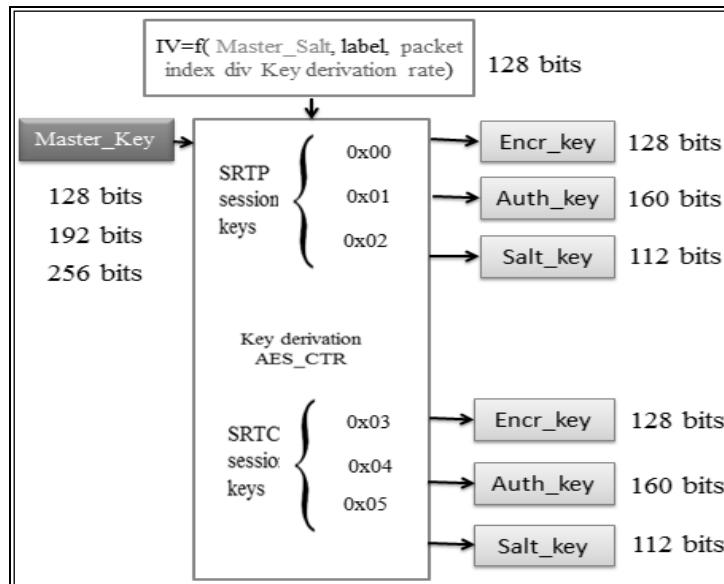 IV=f( Master_Salt, label, packet
index div Key derivation rate)
128 bits
Master_Key
128 bits
192 bits
256 bits
SRTP
session
keys
0x00
0x01
0x02
Encr_key
128 bits
Auth_key
160 bits
Salt_key
112 bits
Key derivation
AES_CTR
SRTC
sessio
keys
0x03
0x04
0x05
Encr_key
128 bits
Auth_key
160 bits
Salt_key
112 bits